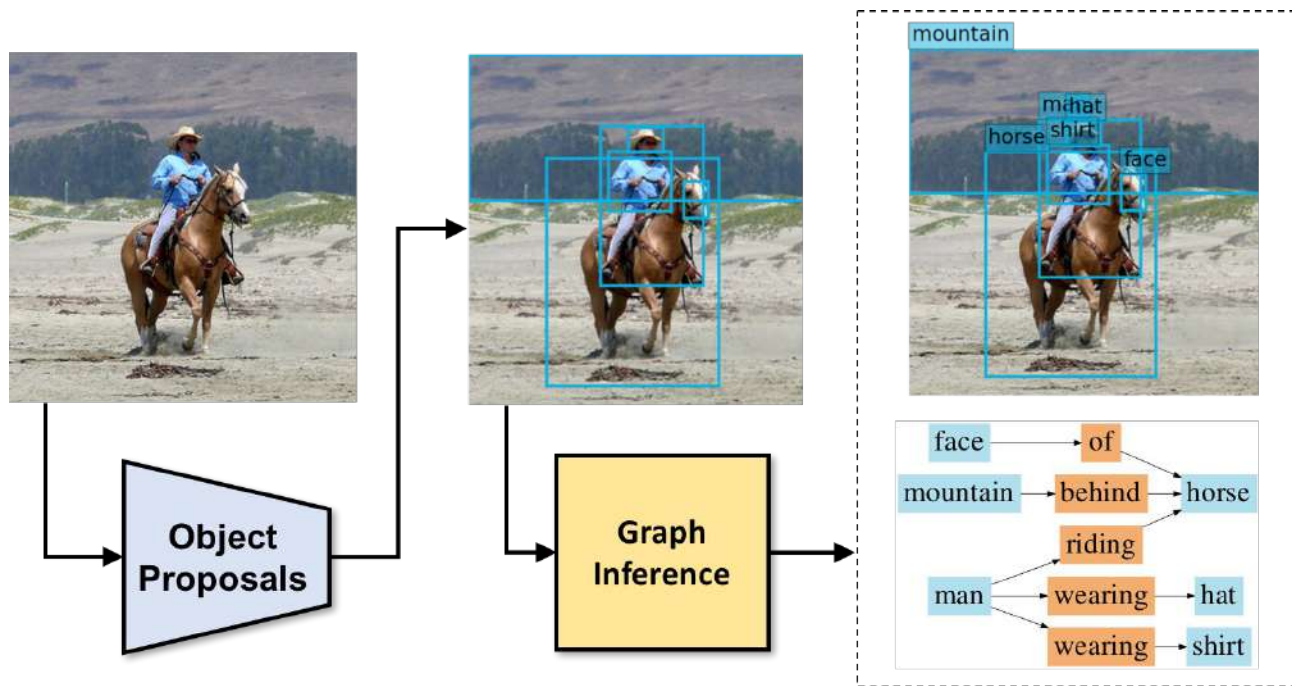 Object
Proposals
Graph
Inference
mountain
hat
shirt
horse
face
face of
mountain behind horse
riding
man wearing hat
wearing shirt